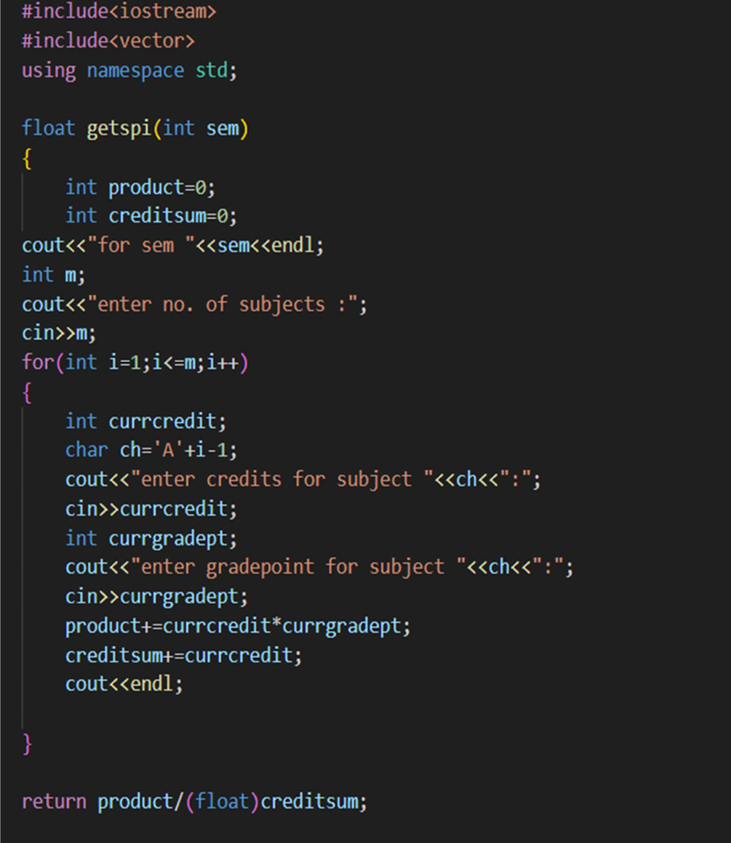 #include<iostream>
#include<vector>
using namespace std;
float getspi(int sem)
{
int product=0;
int creditsum=0;
cout<<"for sem "<<sem<<endl;
int m;
cout<<"enter no. of subjects :";
cin>>m;
for(int i=1;i<=m;i++)
{
int currcredit;
char ch='A'+i-1;
cout<<"enter credits for subject "<<ch<<":";
cin>>currcredit;
int currgradept;
cout<<"enter gradepoint for subject "<<ch<<":";
cin>>currgradept;
product+=currcredit*currgradept;
creditsum+=currcredit;
cout<<endl;
}
return product/(float)creditsum;